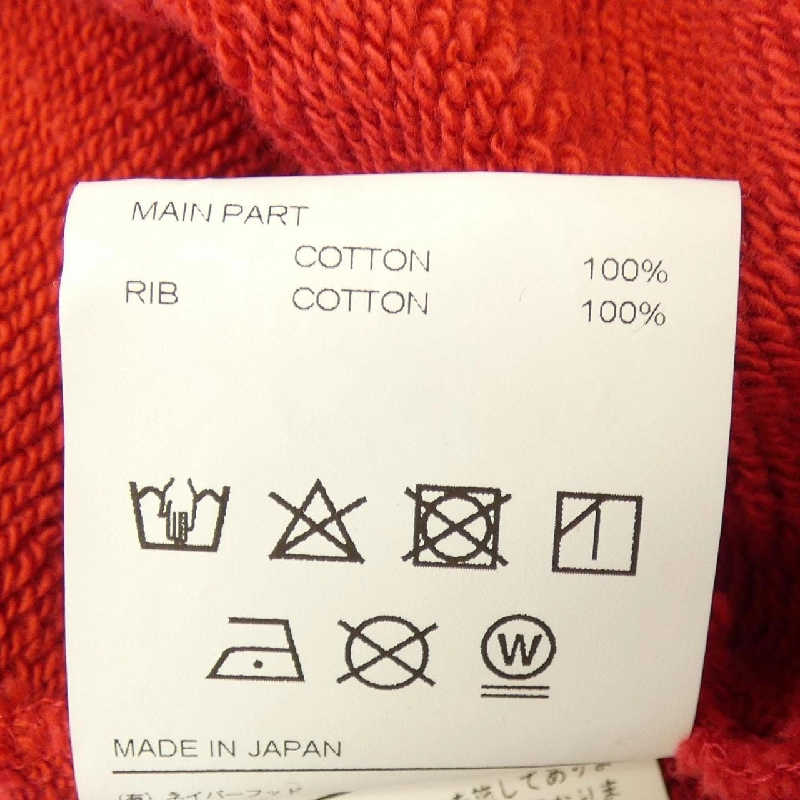 MAIN PART
COTTON 100%
RIB COTTON 100%
W
MADE IN JAPAN
(有) ネイバーフッド